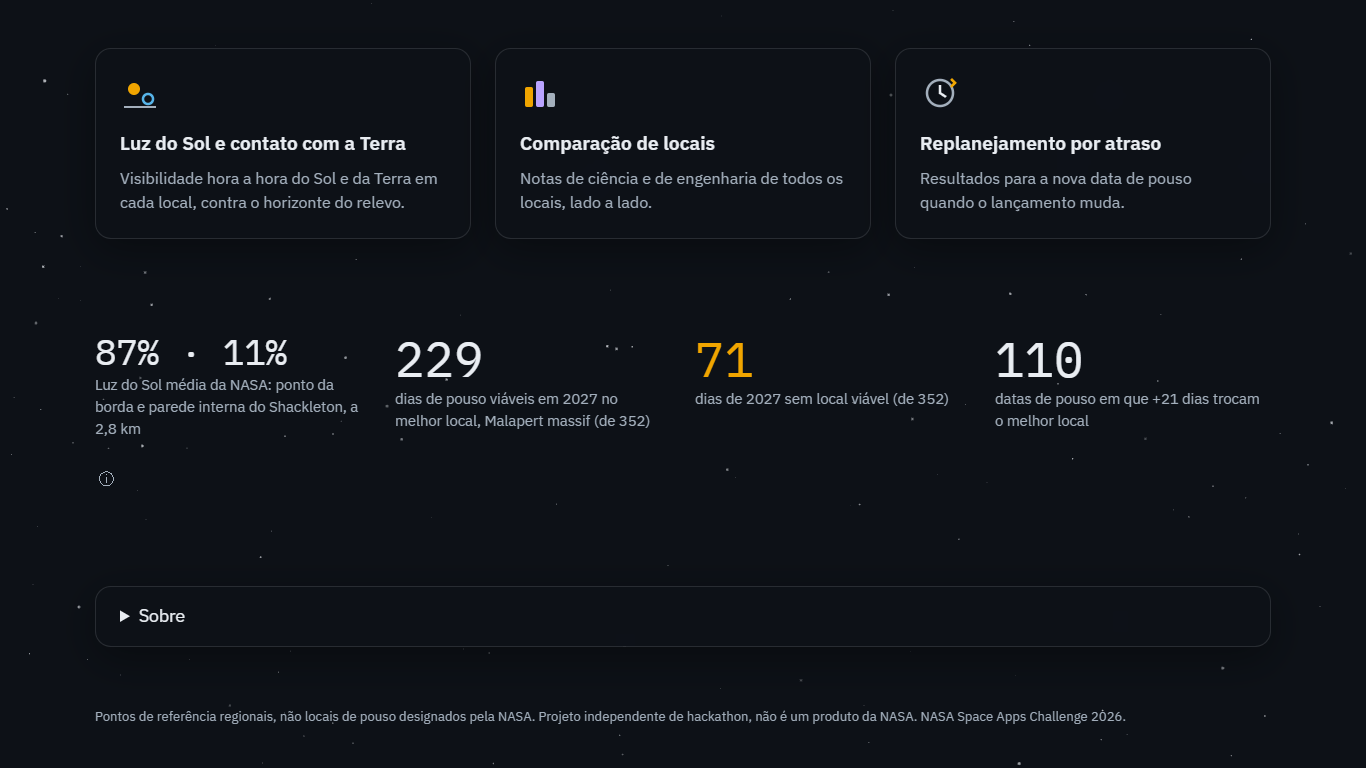 Luz do Sol e contato com a Terra
Visibilidade hora a hora do Sol e da Terra em
cada local, contra o horizonte do relevo.
Comparação de locais
Notas de ciência e de engenharia de todos os
locais, lado a lado.
Replanejamento por atraso
Resultados para a nova data de pouso
quando o lançamento muda.
87% · 11%
Luz do Sol média da NASA: ponto da
borda e parede interna do Shackleton, a
2,8 km
229
dias de pouso viáveis em 2027 no
melhor local, Malapert massif (de 352)
71
dias de 2027 sem local viável (de 352)
110
datas de pouso em que +21 dias trocam
o melhor local
Sobre
Pontos de referência regionais, não locais de pouso designados pela NASA. Projeto independente de hackathon, não é um produto da NASA. NASA Space Apps Challenge 2026.